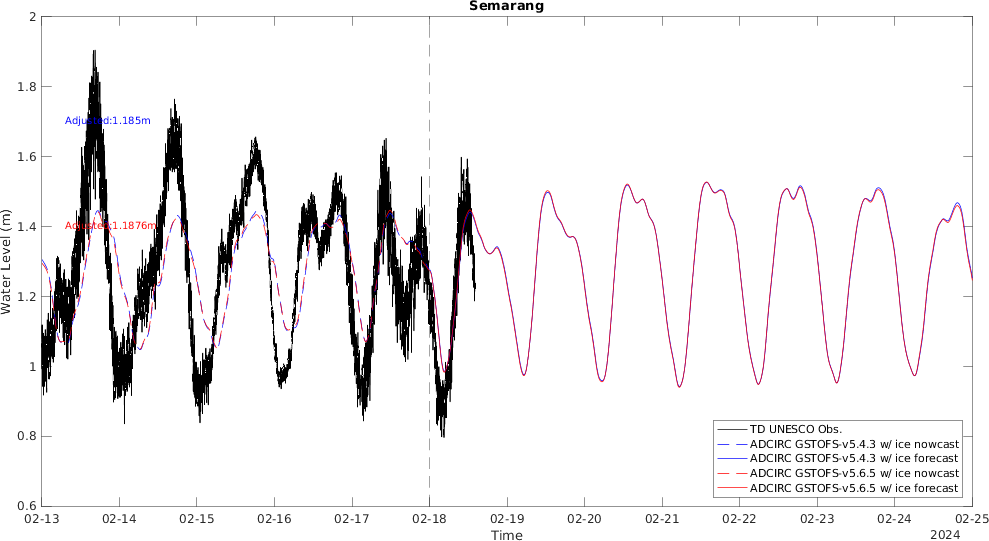 Semarang
Water Level (m)
2
1.8
1.6
1.4
1.2
1
0.8
0.6
Adjusted:1.185m
Adjusted:1.1876m
TD UNESCO Obs.
ADCIRC GSTOFS-v5.4.3 w/ ice nowcast
ADCIRC GSTOFS-v5.4.3 w/ ice forecast
ADCIRC GSTOFS-v5.6.5 w/ ice nowcast
ADCIRC GSTOFS-v5.6.5 w/ ice forecast
02-13 02-14 02-15 02-16 02-17 02-18 02-19 02-20 02-21 02-22 02-23 02-24 02-25
Time
2024